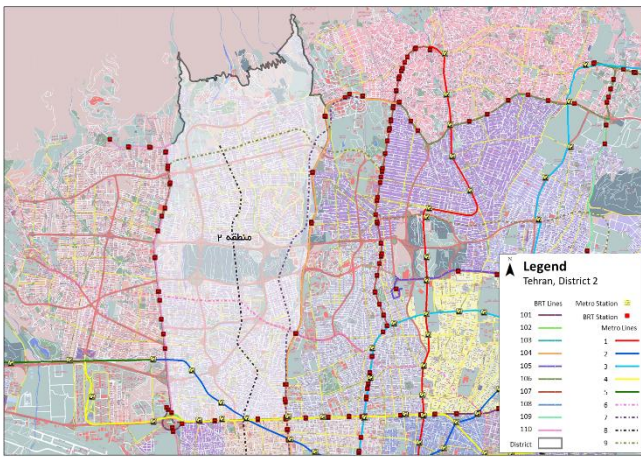 منطقه ۲
Legend
Tehran, District 2
BRT Lines
101
102
103
104
105
106
107
108
109
110
District
Metro Station
BRT Station
Metro Lines
1
2
3
4
5
6
7
8
9